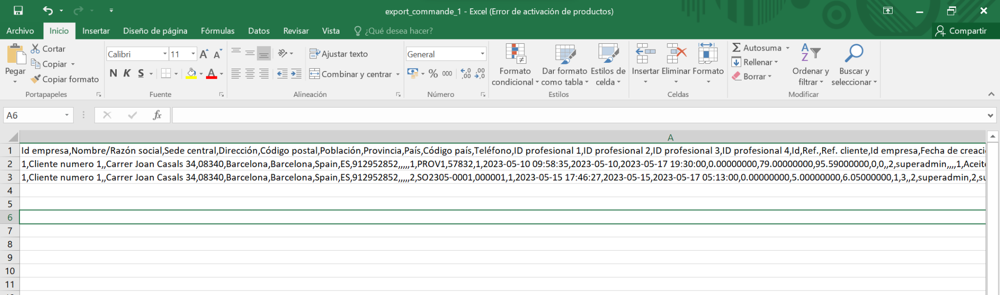 export_commande_1 - Excel (Error de activación de productos)
Archivo Inicio Insertar Diseño de página Fórmulas Datos Revisar Vista ¿Qué desea hacer? Compartir
Pegar
Cortar
Copiar
Copiar formato
Portapapeles
Calibri 11 A A
N K S A
Fuente
Ajustar texto
Combinar y centrar
Alineación
General
% 000 ,0 ,00 ,00 ,0
Número
Formato condicional
Dar formato como tabla
Estilos de celda
Estilos
Insertar Eliminar Formato
Celdas
Autosuma
Rellenar
Borrar
Ordenar y filtrar
Buscar y seleccionar
Modificar
A6 fx
A
1 Id empresa,Nombre/Razón social,Sede central,Dirección,Código postal,Población,Provincia,País,Código país,Teléfono,ID profesional 1,ID profesional 2,ID profesional 3,ID profesional 4,Id,Ref.,Ref. cliente,Id empresa,Fecha de creaci
2 1,Cliente numero 1,,Carrer Joan Casals 34,08340,Barcelona,Barcelona,Spain,ES,912952852,,,,,1,PROV1,57832,1,2023-05-10 09:58:35,2023-05-10,2023-05-17 19:30:00,0.00000000,79.00000000,95.59000000,0,0,,2,superadmin,,,,1,Aceit
3 1,Cliente numero 1,,Carrer Joan Casals 34,08340,Barcelona,Barcelona,Spain,ES,912952852,,,,,2,SO2305-0001,000001,1,2023-05-15 17:46:27,2023-05-15,2023-05-17 05:13:00,0.00000000,5.00000000,6.05000000,1,3,,2,superadmin,2,su
4
5
6
7
8
9
10
11